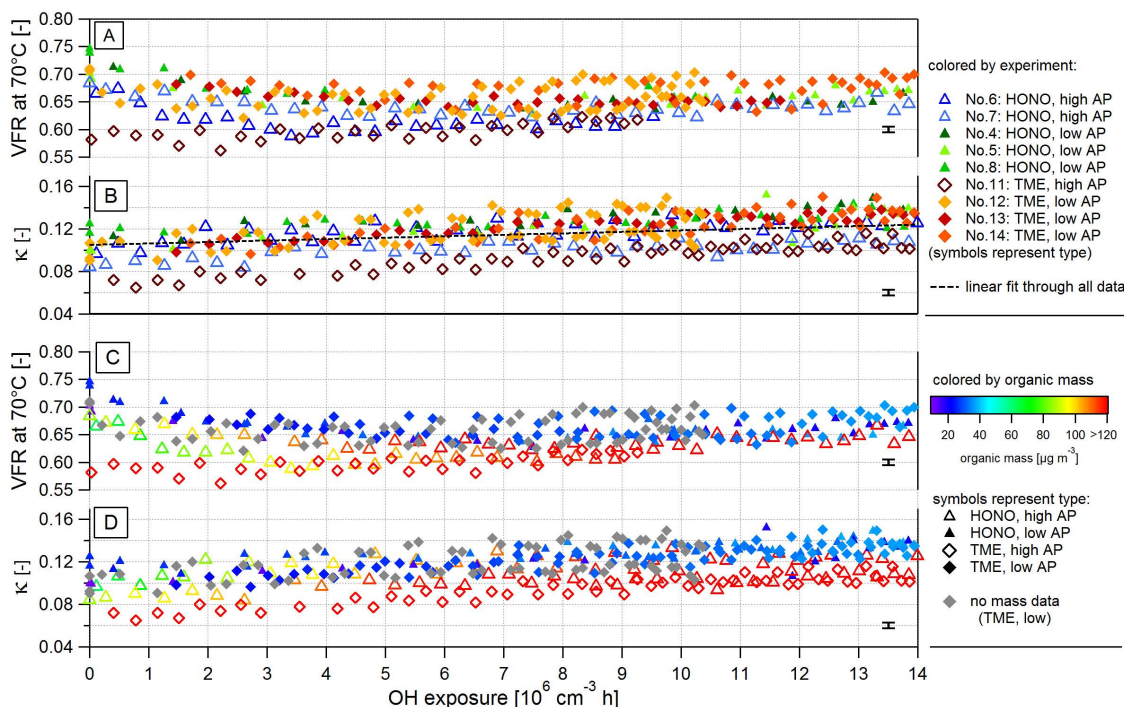 A
VFR at 70°C [-]
0.80
0.75
0.70
0.65
0.60
0.55
B
κ [-]
0.16
0.12
0.08
0.04
C
VFR at 70°C [-]
0.80
0.75
0.70
0.65
0.60
0.55
D
κ [-]
0.16
0.12
0.08
0.04
0 1 2 3 4 5 6 7 8 9 10 11 12 13 14
OH exposure [10⁶ cm⁻³ h]
colored by experiment:
No.6: HONO, high AP
No.7: HONO, high AP
No.4: HONO, low AP
No.5: HONO, low AP
No.8: HONO, low AP
No.11: TME, high AP
No.12: TME, low AP
No.13: TME, low AP
No.14: TME, low AP
(symbols represent type)
linear fit through all data
colored by organic mass
20 60 80 100 >120
organic mass [µg m⁻³]
symbols represent type:
HONO, high AP
HONO, low AP
TME, high AP
TME, low AP
no mass data
(TME, low)